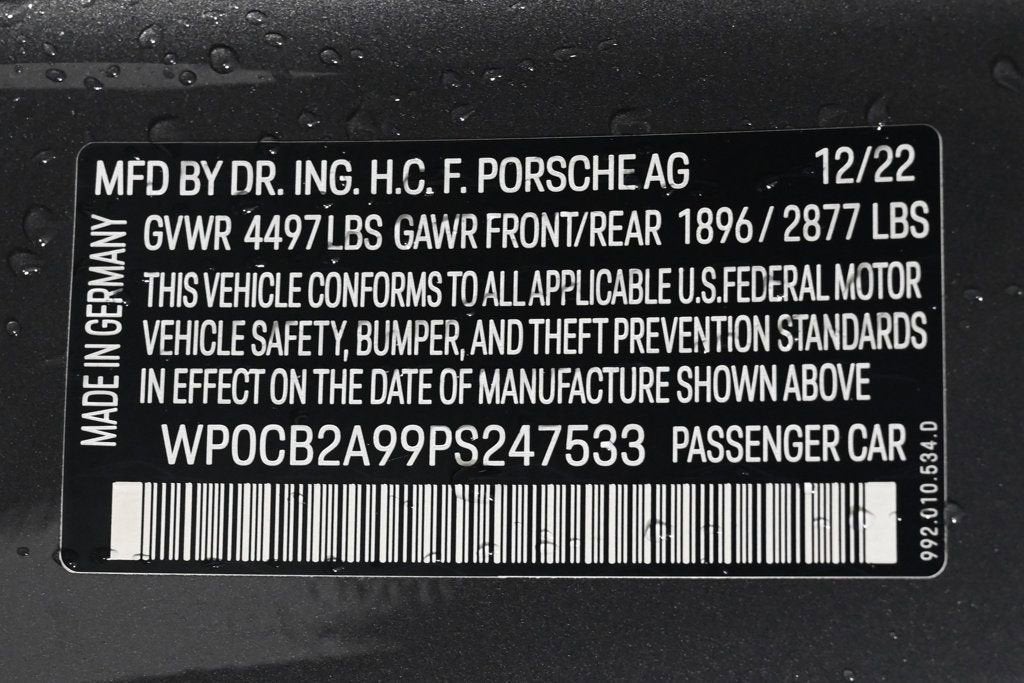 MFD BY DR. ING. H.C. F. PORSCHE AG 12/22
GVWR 4497 LBS GAWR FRONT/REAR 1896 / 2877 LBS
THIS VEHICLE CONFORMS TO ALL APPLICABLE U.S.FEDERAL MOTOR
VEHICLE SAFETY, BUMPER, AND THEFT PREVENTION STANDARDS
IN EFFECT ON THE DATE OF MANUFACTURE SHOWN ABOVE
WP0CB2A99PS247533 PASSENGER CAR
MADE IN GERMANY
992.010.534.D